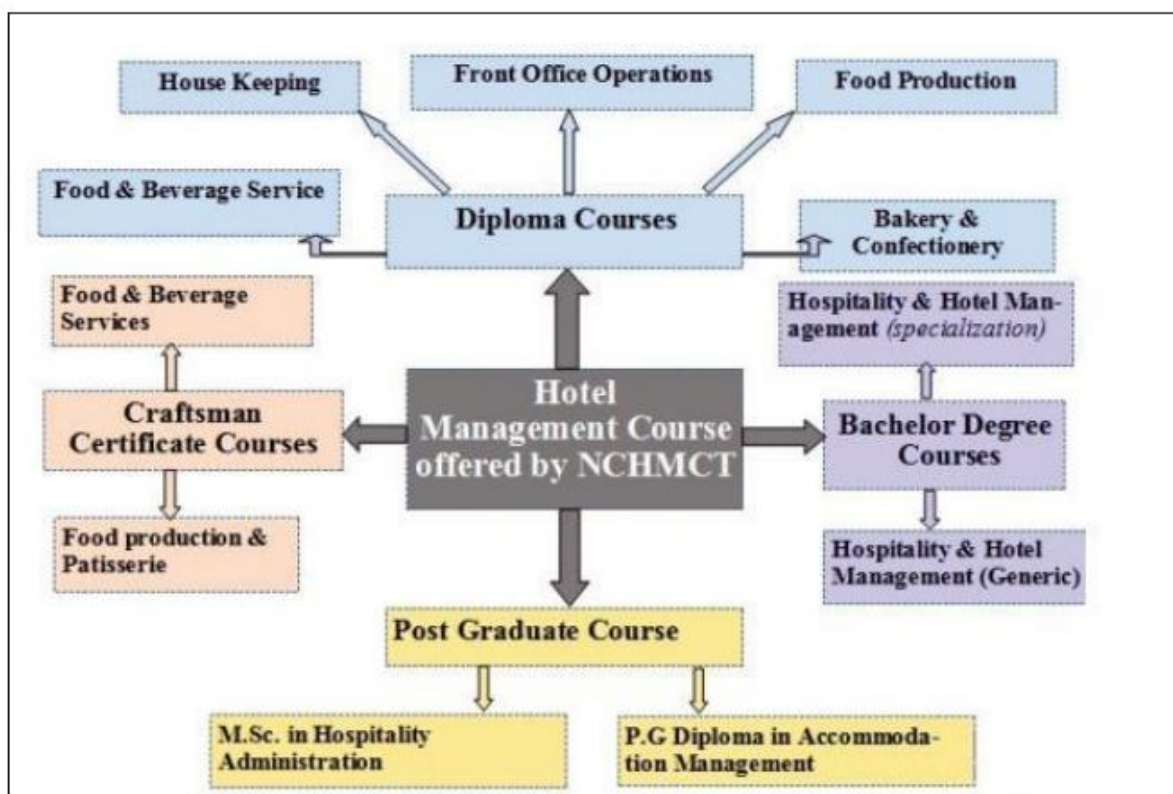 House Keeping
Front Office Operations
Food Production
Food & Beverage Service
Diploma Courses
Bakery &
Confectionery
Food & Beverage
Services
Hospitality & Hotel Man-
agement (specialization)
Craftsman
Certificate Courses
Hotel
Management Course
offered by NCHMCT
Bachelor Degree
Courses
Food production &
Patisserie
Hospitality & Hotel
Management (Generic)
Post Graduate Course
M.Sc. in Hospitality
Administration
P.G Diploma in Accommoda-
tion Management